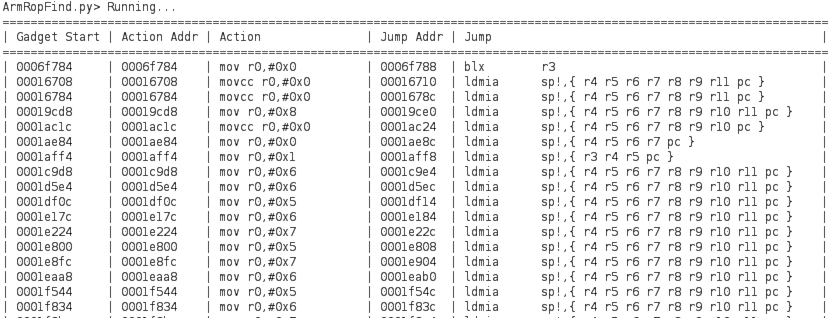 ArmRopFind.py> Running...
| Gadget Start | Action Addr | Action | Jump Addr | Jump |
| 0006f784 | 0006f784 | mov r0,#0x0 | 0006f788 | blx r3 |
| 00016708 | 00016708 | movcc r0,#0x0 | 00016710 | ldmia sp!,{ r4 r5 r6 r7 r8 r9 r11 pc } |
| 00016784 | 00016784 | movcc r0,#0x0 | 0001678c | ldmia sp!,{ r4 r5 r6 r7 r8 r9 r11 pc } |
| 00019cd8 | 00019cd8 | mov r0,#0x8 | 00019ce0 | ldmia sp!,{ r4 r5 r6 r7 r8 r9 r10 r11 pc } |
| 0001ac1c | 0001ac1c | movcc r0,#0x0 | 0001ac24 | ldmia sp!,{ r4 r5 r6 r7 r8 r9 r10 pc } |
| 0001ae84 | 0001ae84 | mov r0,#0x0 | 0001ae8c | ldmia sp!,{ r4 r5 r6 r7 pc } |
| 0001aff4 | 0001aff4 | mov r0,#0x1 | 0001aff8 | ldmia sp!,{ r3 r4 r5 pc } |
| 0001c9d8 | 0001c9d8 | mov r0,#0x6 | 0001c9e4 | ldmia sp!,{ r4 r5 r6 r7 r8 r9 r10 r11 pc } |
| 0001d5e4 | 0001d5e4 | mov r0,#0x6 | 0001d5ec | ldmia sp!,{ r4 r5 r6 r7 r8 r9 r10 r11 pc } |
| 0001df0c | 0001df0c | mov r0,#0x5 | 0001df14 | ldmia sp!,{ r4 r5 r6 r7 r8 r9 r10 r11 pc } |
| 0001e17c | 0001e17c | mov r0,#0x6 | 0001e184 | ldmia sp!,{ r4 r5 r6 r7 r8 r9 r10 r11 pc } |
| 0001e224 | 0001e224 | mov r0,#0x7 | 0001e22c | ldmia sp!,{ r4 r5 r6 r7 r8 r9 r10 r11 pc } |
| 0001e800 | 0001e800 | mov r0,#0x5 | 0001e808 | ldmia sp!,{ r4 r5 r6 r7 r8 r9 r10 r11 pc } |
| 0001e8fc | 0001e8fc | mov r0,#0x7 | 0001e904 | ldmia sp!,{ r4 r5 r6 r7 r8 r9 r10 r11 pc } |
| 0001eaa8 | 0001eaa8 | mov r0,#0x6 | 0001eab0 | ldmia sp!,{ r4 r5 r6 r7 r8 r9 r10 r11 pc } |
| 0001f544 | 0001f544 | mov r0,#0x5 | 0001f54c | ldmia sp!,{ r4 r5 r6 r7 r8 r9 r10 r11 pc } |
| 0001f834 | 0001f834 | mov r0,#0x6 | 0001f83c | ldmia sp!,{ r4 r5 r6 r7 r8 r9 r10 r11 pc } |